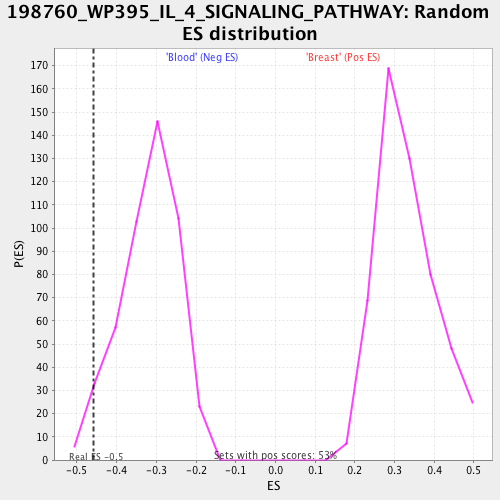 198760_WP395_IL_4_SIGNALING_PATHWAY: Random
ES distribution
'Blood' (Neg ES) 'Breast' (Pos ES)
170
160
150
140
130
120
110
100
90
80
70
60
50
40
30
20
10
0
P(ES)
Real ES -0.5 Sets with pos scores: 53%
-0.5 -0.4 -0.3 -0.2 -0.1 0.0 0.1 0.2 0.3 0.4 0.5
ES